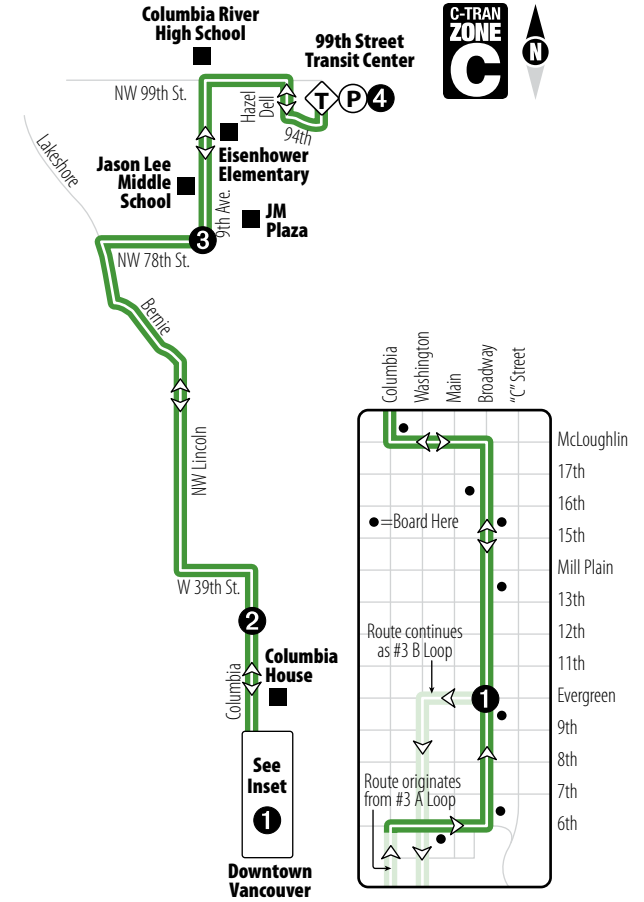 Columbia River
High School
99th Street
Transit Center
C-TRAN
ZONE
C
N
NW 99th St.
Hazel
Dell
T
P
4
94th
Lakeshore
Eisenhower
Elementary
Jason Lee
Middle
School
9th Ave.
JM
Plaza
3
NW 78th St.
Bernie
NW Lincoln
W 39th St.
2
Columbia
Columbia
House
See
Inset
1
Downtown
Vancouver
Columbia
Washington
Main
Broadway
"C" Street
McLoughlin
17th
16th
=Board Here
15th
Mill Plain
13th
12th
Route continues
as #3 B Loop
11th
Evergreen
1
9th
8th
7th
Route originates
from #3 A Loop
6th